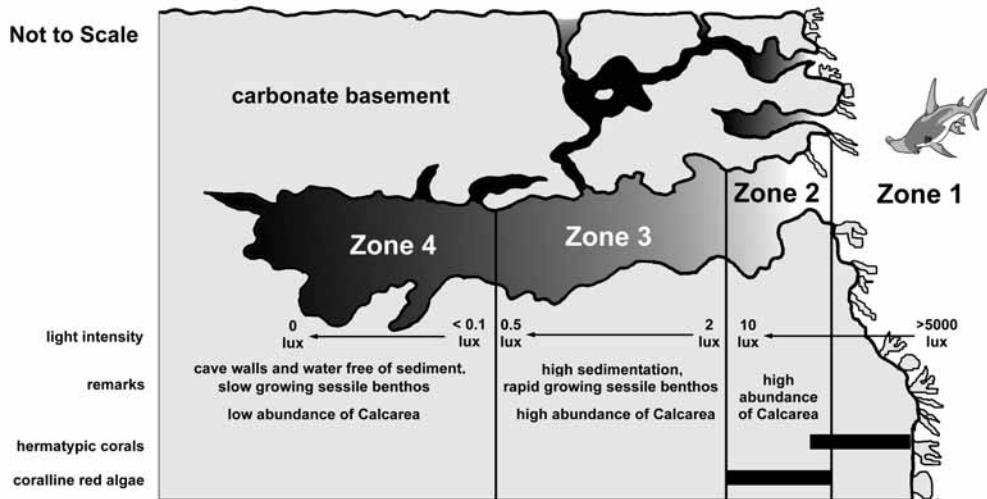 Not to Scale
carbonate basement
Zone 4
Zone 3
Zone 2
Zone 1
light intensity
0 lux
< 0.1 lux
0.5 lux
2 lux
10 lux
>5000 lux
remarks
cave walls and water free of sediment.
slow growing sessile benthos
low abundance of Calcarea
high sedimentation,
rapid growing sessile benthos
high abundance of Calcarea
high
abundance
of Calcarea
hermatypic corals
coralline red algae